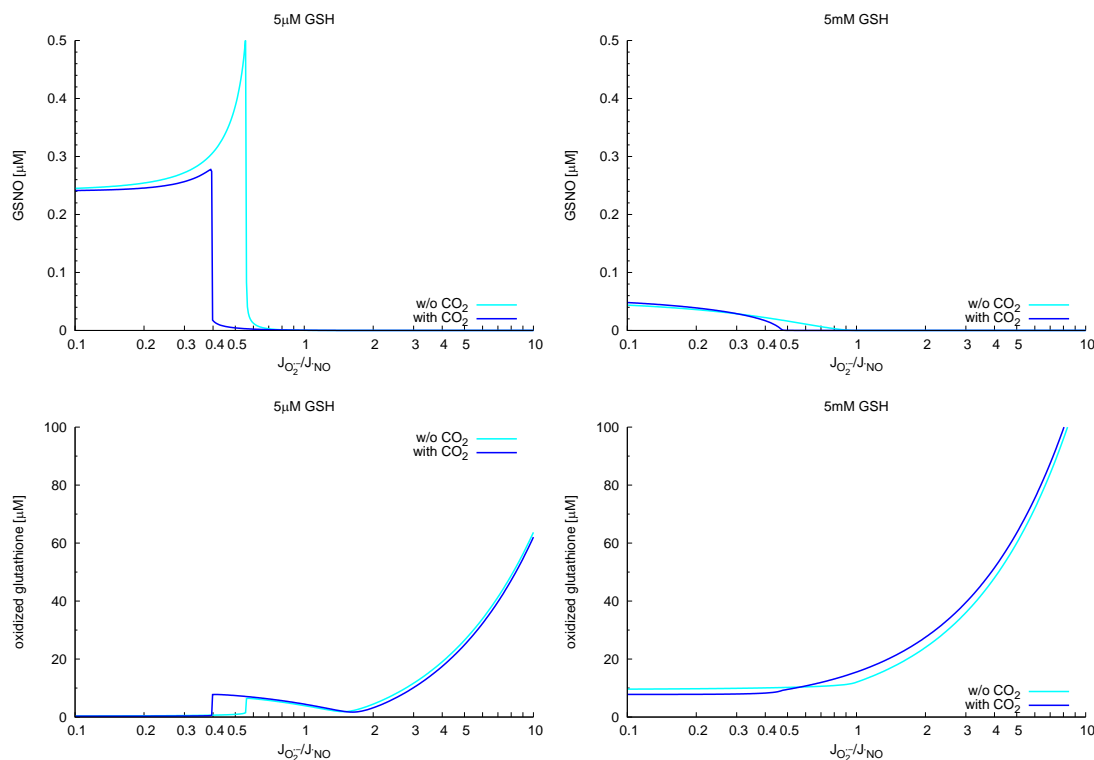 5μM GSH
GSNO [μM]
0.5
0.4
0.3
0.2
0.1
0
w/o CO2
with CO2
0.1 0.2 0.3 0.4 0.5 1 2 3 4 5 10
JO2·−/J·NO
5mM GSH
GSNO [μM]
0.5
0.4
0.3
0.2
0.1
0
w/o CO2
with CO2
0.1 0.2 0.3 0.4 0.5 1 2 3 4 5 10
JO2·−/J·NO
5μM GSH
oxidized glutathione [μM]
100
80
60
40
20
0
w/o CO2
with CO2
0.1 0.2 0.3 0.4 0.5 1 2 3 4 5 10
JO2·−/J·NO
5mM GSH
oxidized glutathione [μM]
100
80
60
40
20
0
w/o CO2
with CO2
0.1 0.2 0.3 0.4 0.5 1 2 3 4 5 10
JO2·−/J·NO